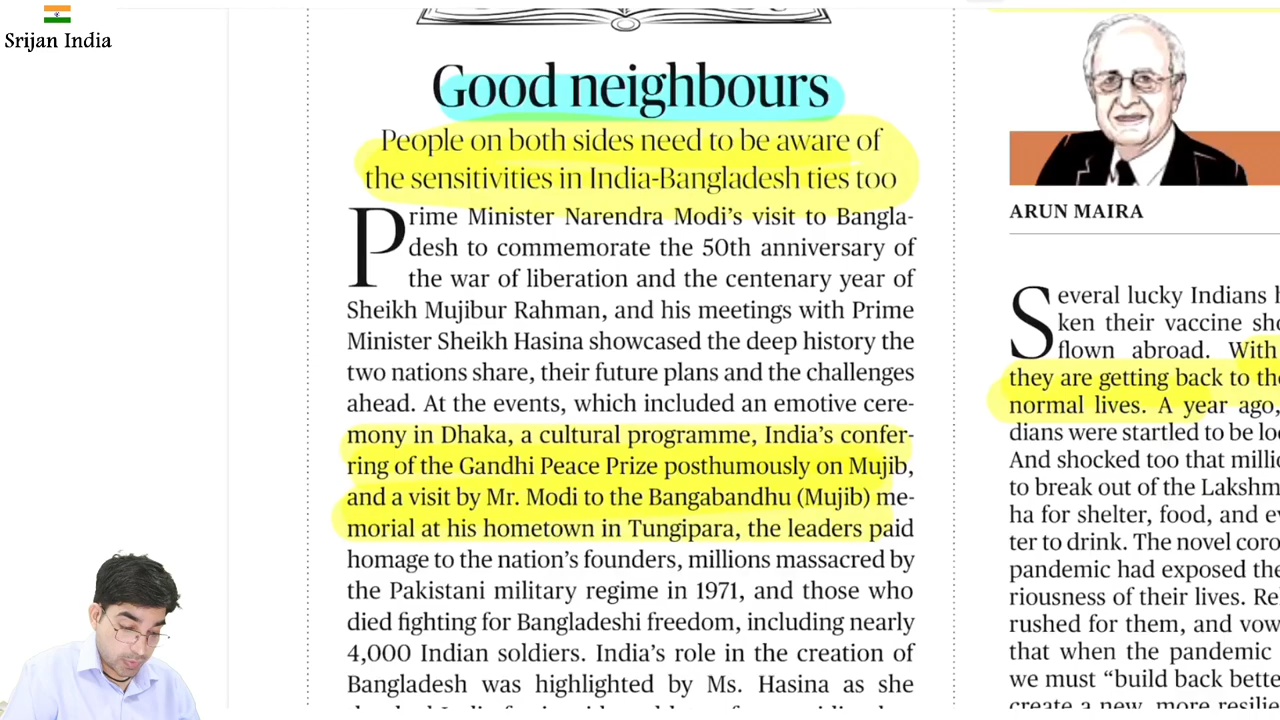 Srijan India
Good neighbours
People on both sides need to be aware of
the sensitivities in India-Bangladesh ties too
Prime Minister Narendra Modi's visit to Bangla-
desh to commemorate the 50th anniversary of
the war of liberation and the centenary year of
Sheikh Mujibur Rahman, and his meetings with Prime
Minister Sheikh Hasina showcased the deep history the
two nations share, their future plans and the challenges
ahead. At the events, which included an emotive cere-
mony in Dhaka, a cultural programme, India's confer-
ring of the Gandhi Peace Prize posthumously on Mujib,
and a visit by Mr. Modi to the Bangabandhu (Mujib) me-
morial at his hometown in Tungipara, the leaders paid
homage to the nation's founders, millions massacred by
the Pakistani military regime in 1971, and those who
died fighting for Bangladeshi freedom, including nearly
4,000 Indian soldiers. India's role in the creation of
Bangladesh was highlighted by Ms. Hasina as she
ARUN MAIRA
Several lucky Indians
ken their vaccine
flown abroad. With
they are getting back to
normal lives. A year ago,
dians were startled to be
And shocked too that
to break out of the
ha for shelter, food, and
ter to drink. The novel
pandemic had exposed
riousness of their lives.
rushed for them, and
that when the pandemic
we must "build back
create a new, more